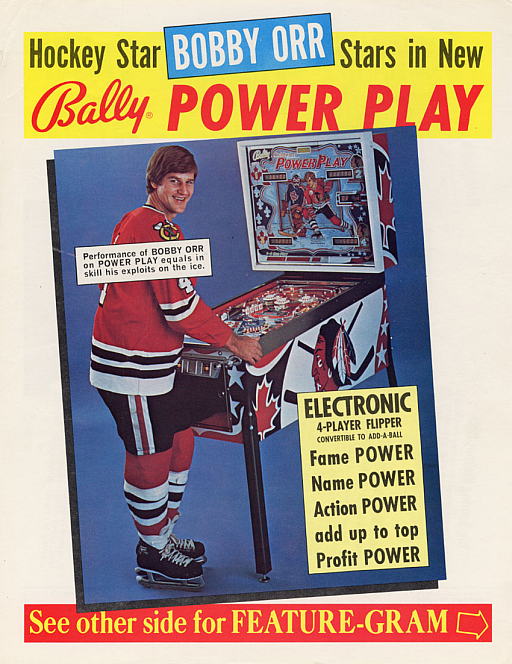 Hockey Star BOBBY ORR Stars in New
Bally® POWER PLAY
Bally
POWER PLAY
Performance of BOBBY ORR
on POWER PLAY equals in
skill his exploits on the ice.
4
ELECTRONIC
4-PLAYER FLIPPER
CONVERTIBLE TO ADD-A-BALL
Fame POWER
Name POWER
Action POWER
add up to top
Profit POWER
See other side for FEATURE-GRAM